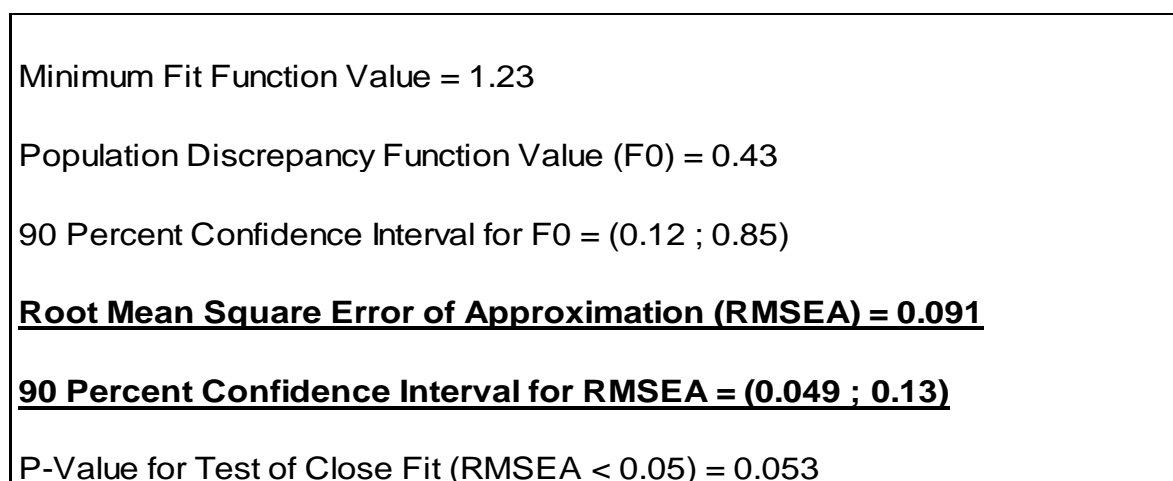 Minimum Fit Function Value = 1.23
Population Discrepancy Function Value (F0) = 0.43
90 Percent Confidence Interval for F0 = (0.12 ; 0.85)
Root Mean Square Error of Approximation (RMSEA) = 0.091
90 Percent Confidence Interval for RMSEA = (0.049 ; 0.13)
P-Value for Test of Close Fit (RMSEA < 0.05) = 0.053